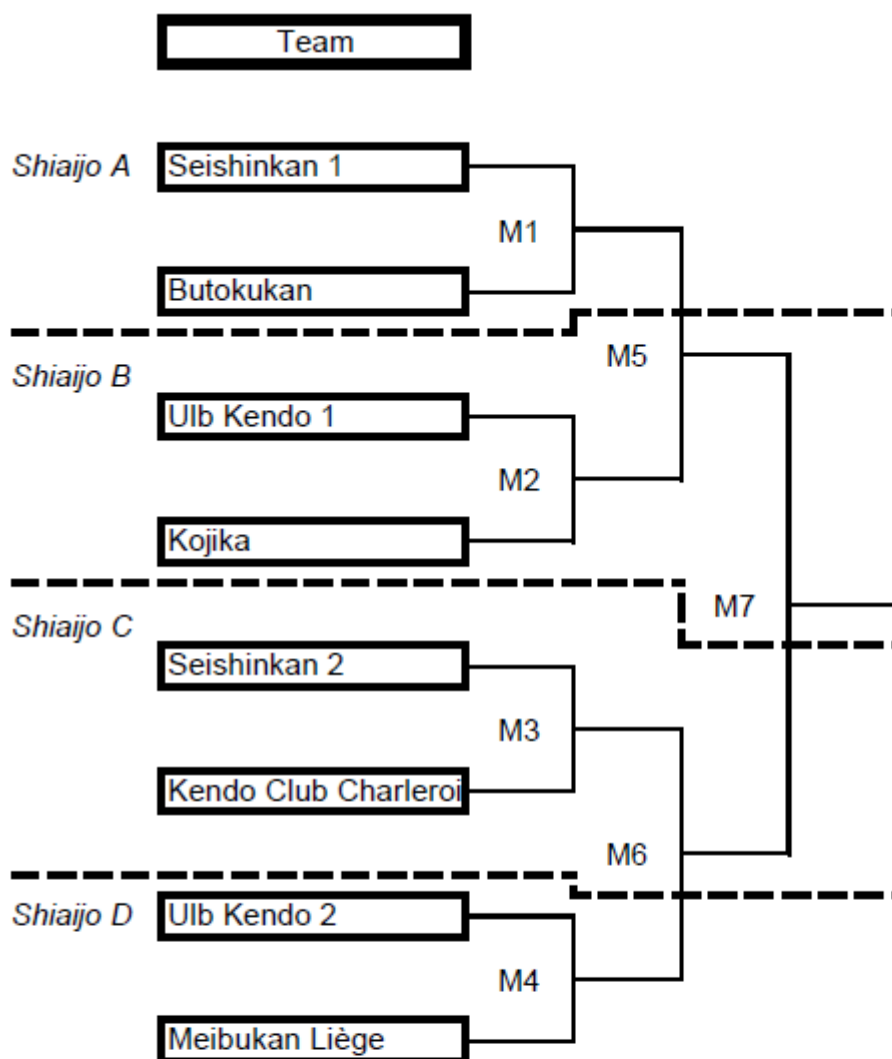 Team
Shiaijo A
Seishinkan 1
M1
Butokukan
Shiaijo B
M5
Ulb Kendo 1
M2
Kojika
Shiaijo C
M7
Seishinkan 2
M3
Kendo Club Charleroi
M6
Shiaijo D
Ulb Kendo 2
M4
Meibukan Liège